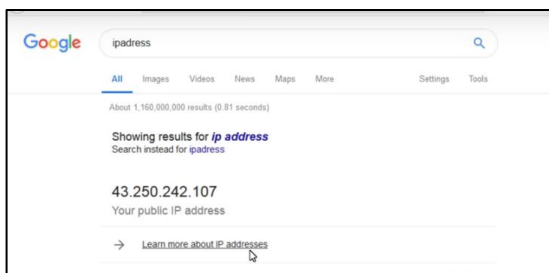 Google ipadress
All Images Videos News Maps More Settings Tools
About 1,160,000,000 results (0.81 seconds)
Showing results for ip address
Search instead for ipadress
43.250.242.107
Your public IP address
→ Learn more about IP addresses